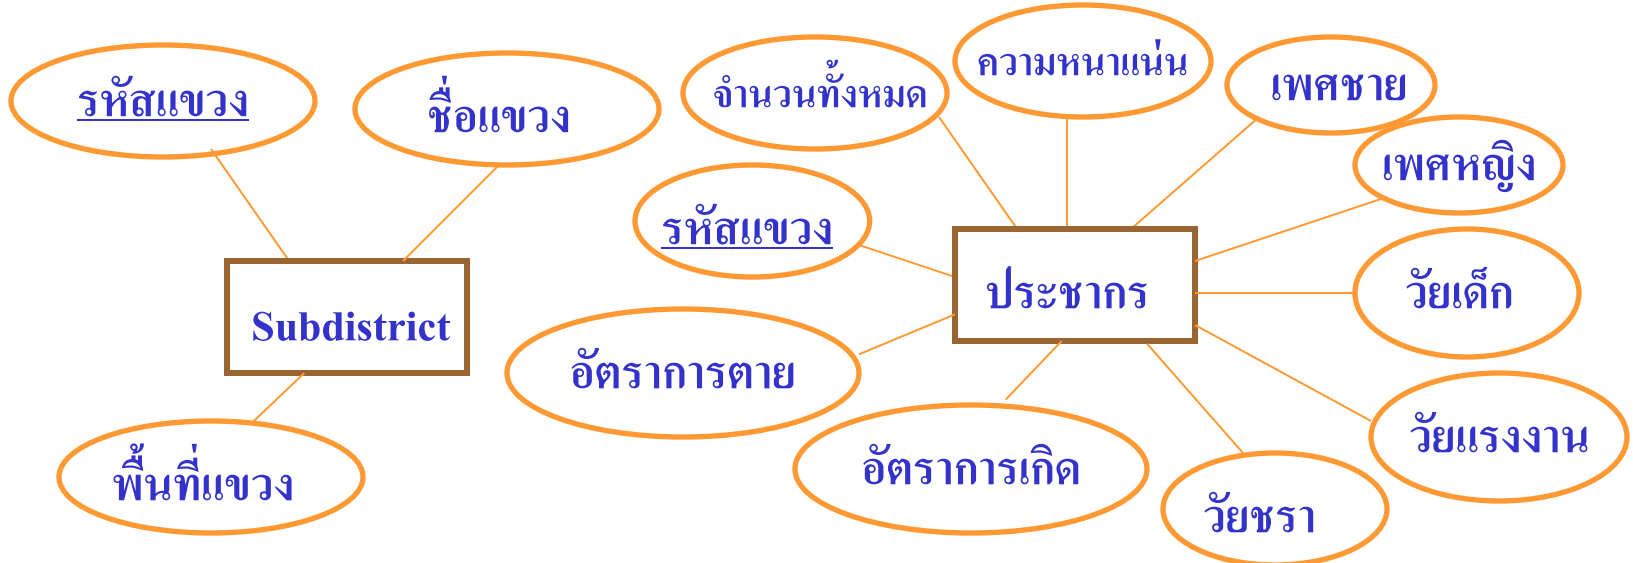 รหัสแขวง
ชื่อแขวง
Subdistrict
พื้นที่แขวง
จำนวนทั้งหมด
ความหนาแน่น
เพศชาย
เพศหญิง
รหัสแขวง
ประชากร
วัยเด็ก
อัตราการตาย
วัยแรงงาน
อัตราการเกิด
วัยชรา